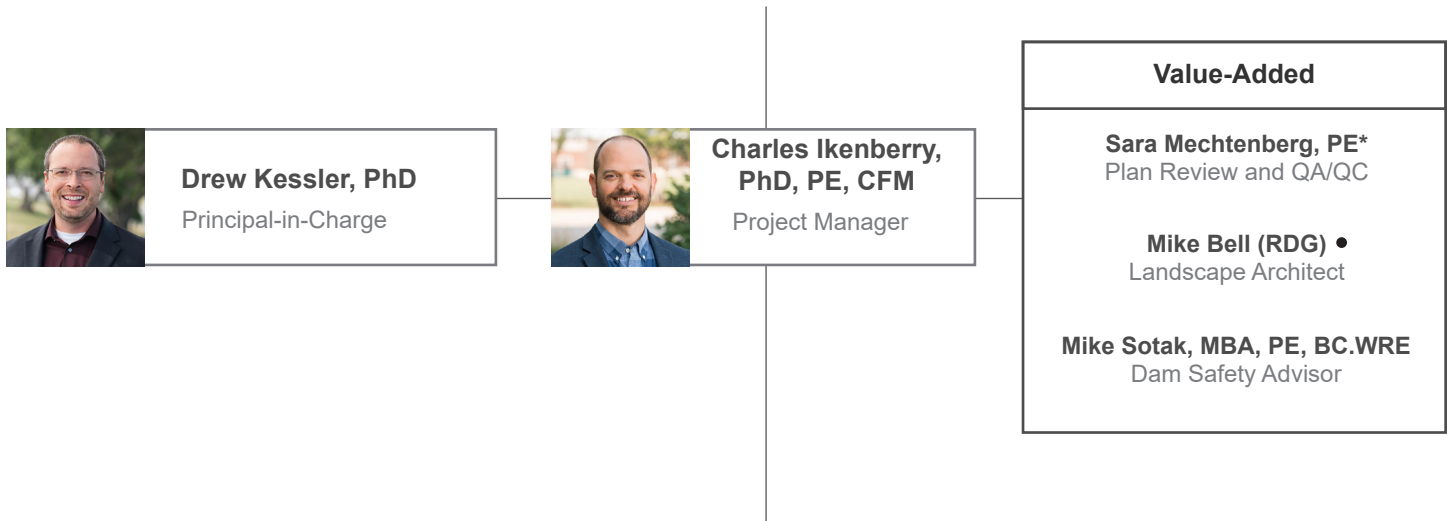 Value-Added
Sara Mechtenberg, PE*
Plan Review and QA/QC
Mike Bell (RDG) ●
Landscape Architect
Mike Sotak, MBA, PE, BC.WRE
Dam Safety Advisor
Drew Kessler, PhD
Principal-in-Charge
Charles Ikenberry,
PhD, PE, CFM
Project Manager